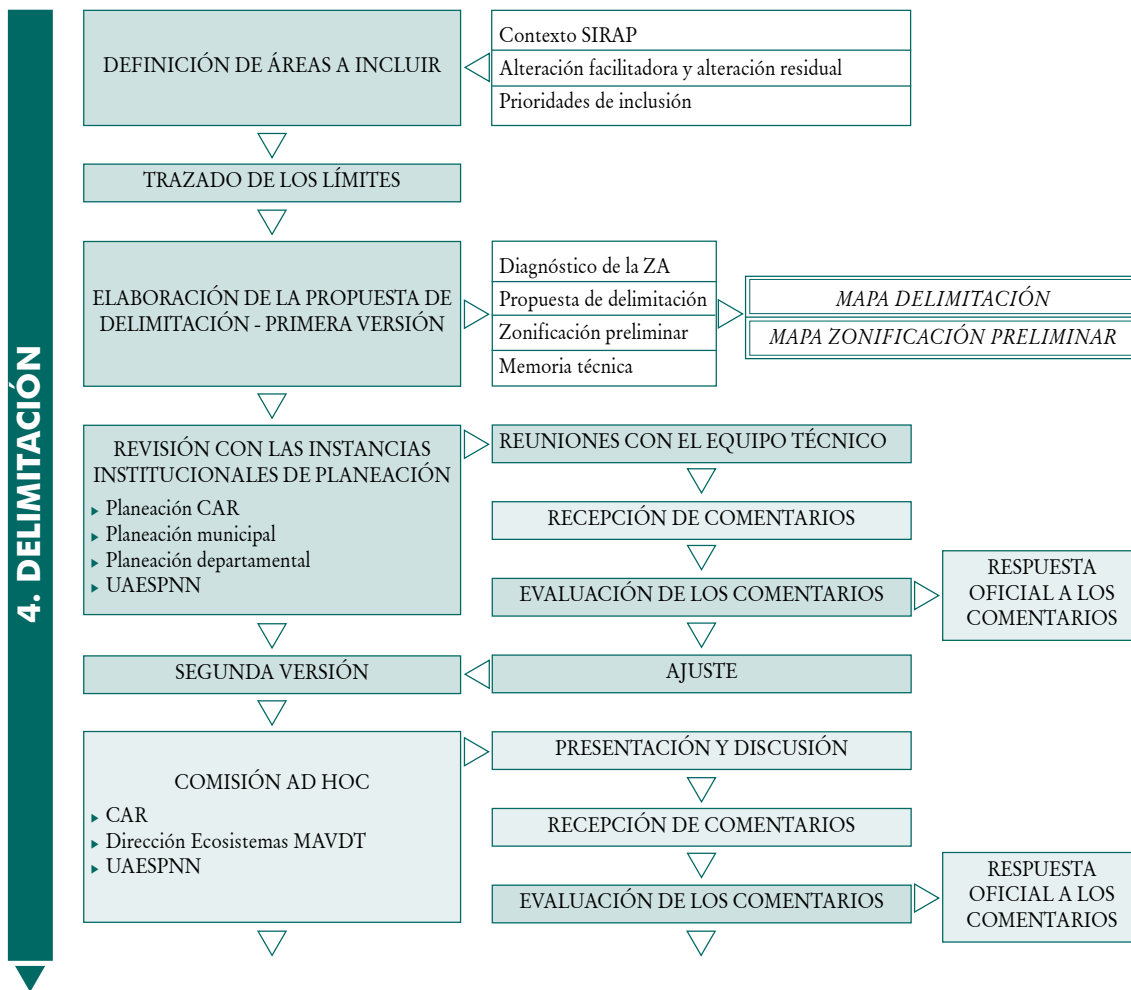 4. DELIMITACIÓN
DEFINICIÓN DE ÁREAS A INCLUIR
Contexto SIRAP
Alteración facilitadora y alteración residual
Prioridades de inclusión
TRAZADO DE LOS LÍMITES
ELABORACIÓN DE LA PROPUESTA DE
DELIMITACIÓN - PRIMERA VERSIÓN
Diagnóstico de la ZA
Propuesta de delimitación
Zonificación preliminar
Memoria técnica
MAPA DELIMITACIÓN
MAPA ZONIFICACIÓN PRELIMINAR
REVISIÓN CON LAS INSTANCIAS
INSTITUCIONALES DE PLANEACIÓN
▸ Planeación CAR
▸ Planeación municipal
▸ Planeación departamental
▸ UAESPNN
REUNIONES CON EL EQUIPO TÉCNICO
RECEPCIÓN DE COMENTARIOS
EVALUACIÓN DE LOS COMENTARIOS
RESPUESTA
OFICIAL A LOS
COMENTARIOS
AJUSTE
SEGUNDA VERSIÓN
COMISIÓN AD HOC
▸ CAR
▸ Dirección Ecosistemas MAVDT
▸ UAESPNN
PRESENTACIÓN Y DISCUSIÓN
RECEPCIÓN DE COMENTARIOS
EVALUACIÓN DE LOS COMENTARIOS
RESPUESTA
OFICIAL A LOS
COMENTARIOS